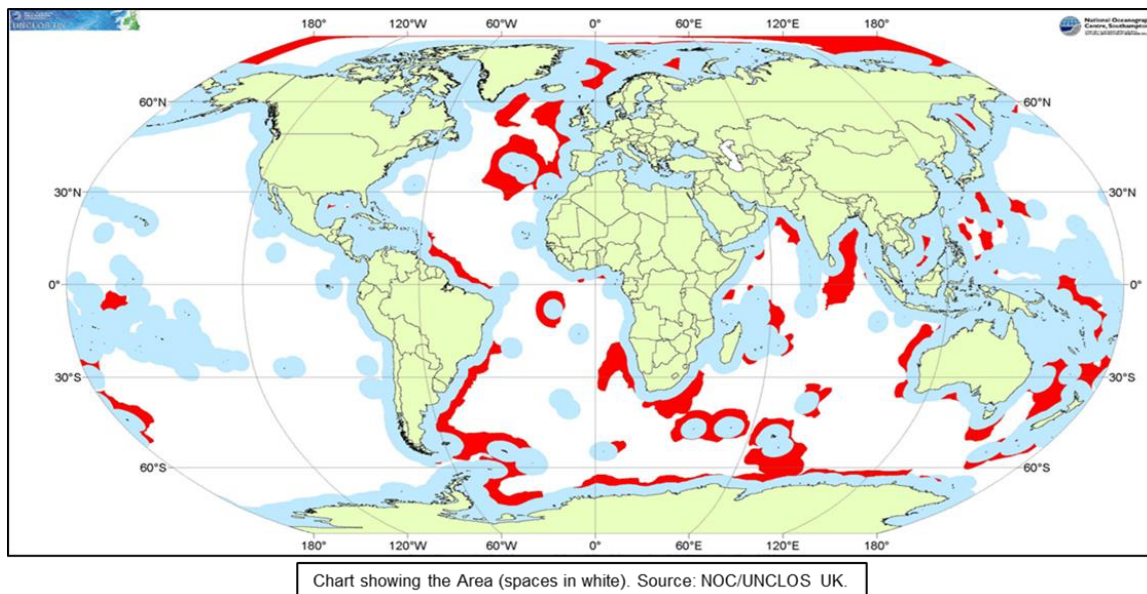 UNCLOS UK
National Oceanography
Centre, Southampton
180° 120°W 60°W 0° 60°E 120°E 180°
60°N 60°N
30°N 30°N
0° 0°
30°S 30°S
60°S 60°S
180° 120°W 60°W 0° 60°E 120°E 180°
Chart showing the Area (spaces in white). Source: NOC/UNCLOS UK.